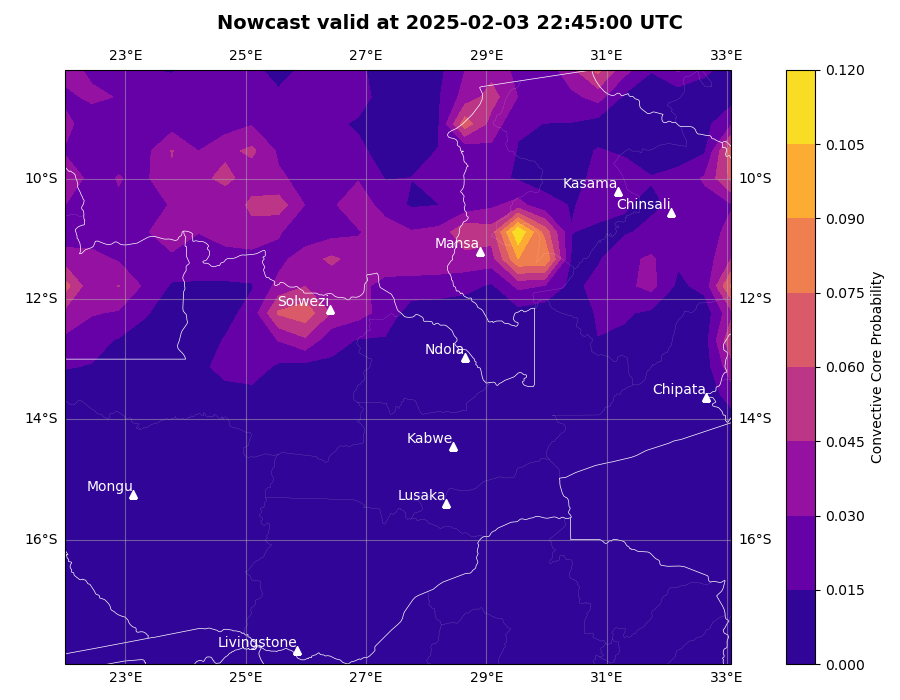 Nowcast valid at 2025-02-03 22:45:00 UTC
23°E 25°E 27°E 29°E 31°E 33°E
0.120
0.105
10°S Kasama 10°S
Chinsali
0.090
Mansa
0.075
12°S Solwezi 12°S
0.060
Ndola
Chipata
14°S 14°S
0.045
Kabwe
Mongu
Lusaka
0.030
16°S 16°S
0.015
Livingstone
0.000
23°E 25°E 27°E 29°E 31°E 33°E
Convective Core Probability